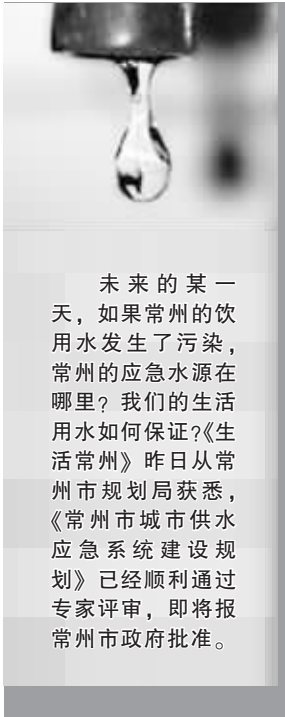 未来的某一
天，如果常州的饮
用水发生了污染，
常州的应急水源在
哪里？我们的生活
用水如何保证？《生
活常州》昨日从常
州市规划局获悉，
《常州市城市供水
应急系统建设规
划》已经顺利通过
专家评审，即将报
常州市政府批准。